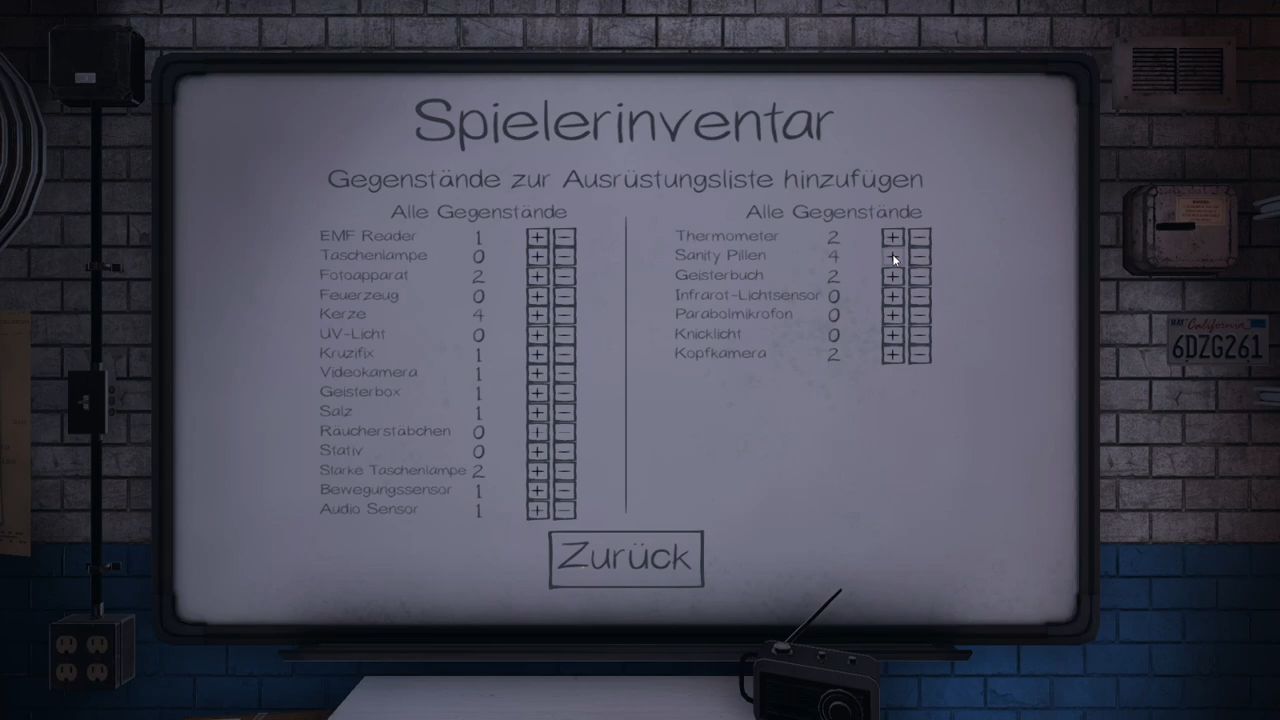 Spielerinventar
Gegenstände zur Ausrüstungsliste hinzufügen
Alle Gegenstände
EMF Reader 1 + -
Taschenlampe 0 + -
Fotoapparat 2 + -
Feuerzeug 0 + -
Kerze 4 + -
UV-Licht 0 + -
Kruzifix 1 + -
Videokamera 1 + -
Geisterbox 1 + -
Salz 1 + -
Räucherstäbchen 0 + -
Stativ 0 + -
Starke Taschenlampe 2 + -
Bewegungssensor 1 + -
Audio Sensor 1 + -
Alle Gegenstände
Thermometer 2 + -
Sanity Pillen 4 + -
Geisterbuch 2 + -
Infrarot-Lichtsensor 0 + -
Parabolmikrofon 0 + -
Knicklicht 0 + -
Kopfkamera 2 + -
Zurück
California
6DZG261